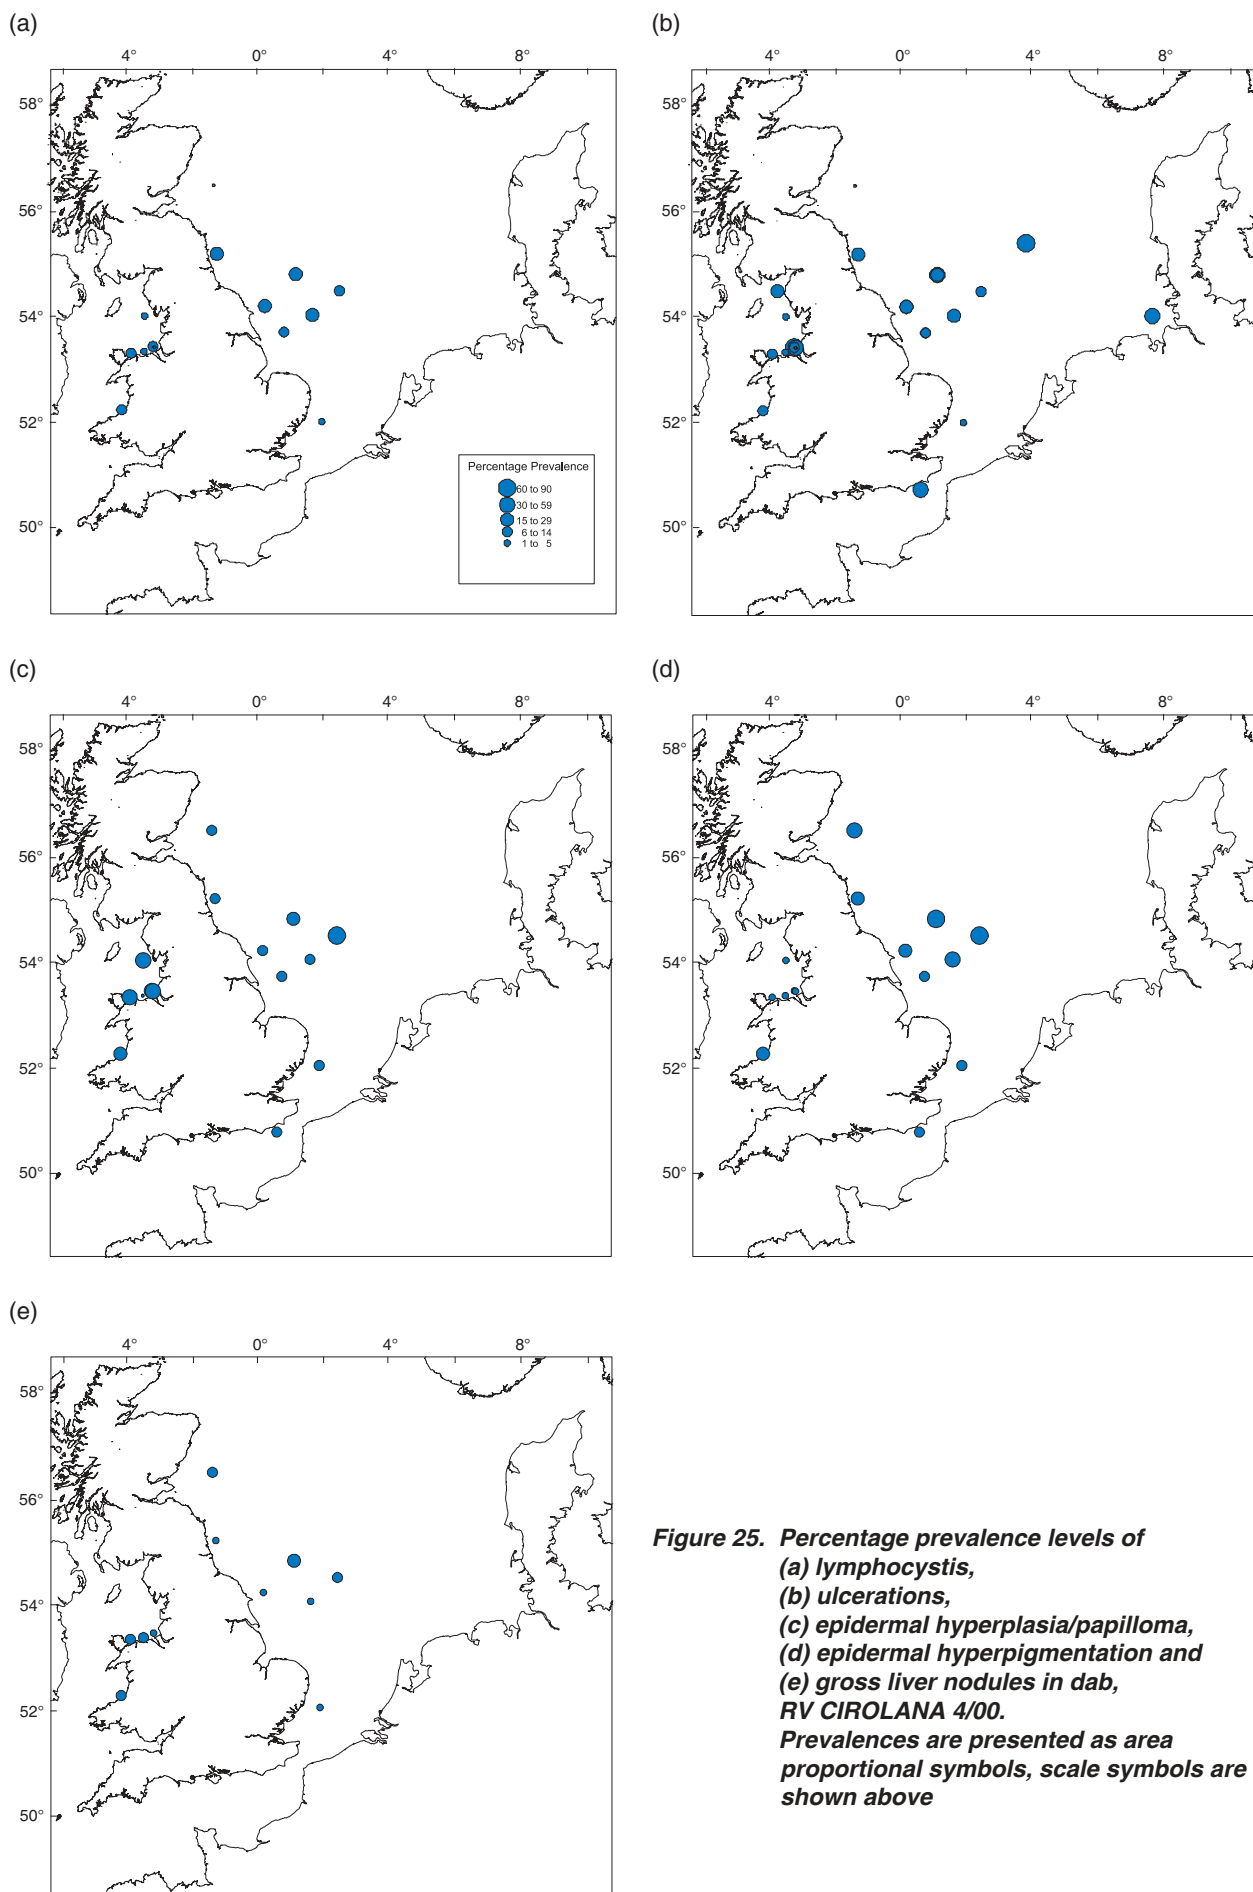 (a)
4° 0° 4° 8°
58°
56°
54°
52°
50°
Percentage Prevalence
60 to 90
30 to 59
15 to 29
6 to 14
1 to 5
(b)
4° 0° 4° 8°
58°
56°
54°
52°
50°
(c)
4° 0° 4° 8°
58°
56°
54°
52°
50°
(d)
4° 0° 4° 8°
58°
56°
54°
52°
50°
(e)
4° 0° 4° 8°
58°
56°
54°
52°
50°
Figure 25. Percentage prevalence levels of
(a) lymphocystis,
(b) ulcerations,
(c) epidermal hyperplasia/papilloma,
(d) epidermal hyperpigmentation and
(e) gross liver nodules in dab,
RV CIROLANA 4/00.
Prevalences are presented as area
proportional symbols, scale symbols are
shown above